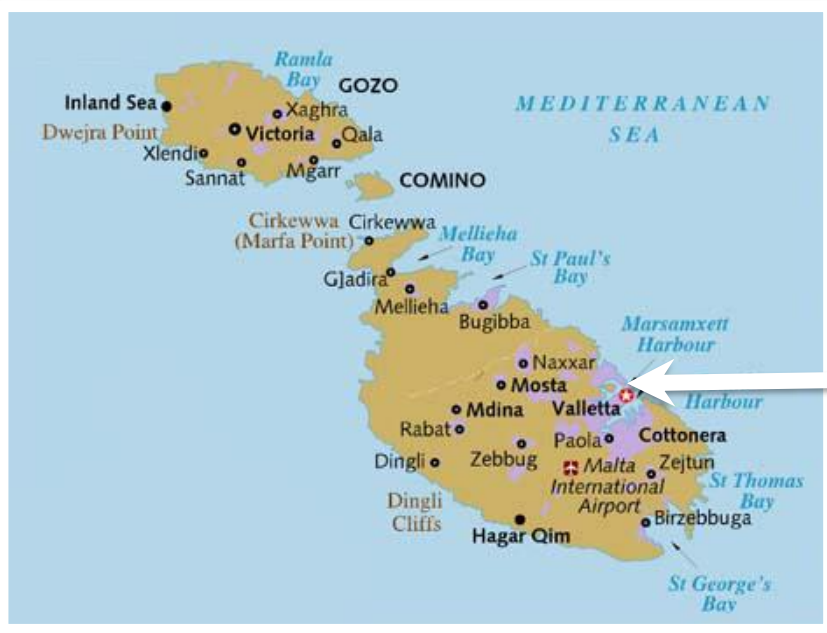 Ramla
Bay
GOZO
Inland Sea
Xaghra
MEDITERRANEAN
SEA
Dwejra Point
Victoria
Qala
Xlendi
Sannat
Mgarr
COMINO
Cirkewwa
(Marfa Point)
Cirkewwa
Mellieha
Bay
St Paul's
Bay
G]adira
Mellieha
Bugibba
Marsamxett
Harbour
Naxxar
Mosta
Mdina
Valletta
Harbour
Rabat
Paola
Cottonera
Dingli
Zebbug
Malta
International
Airport
Zejtun
St Thomas
Bay
Dingli
Cliffs
Birzebbuga
Hagar Qim
St George's
Bay